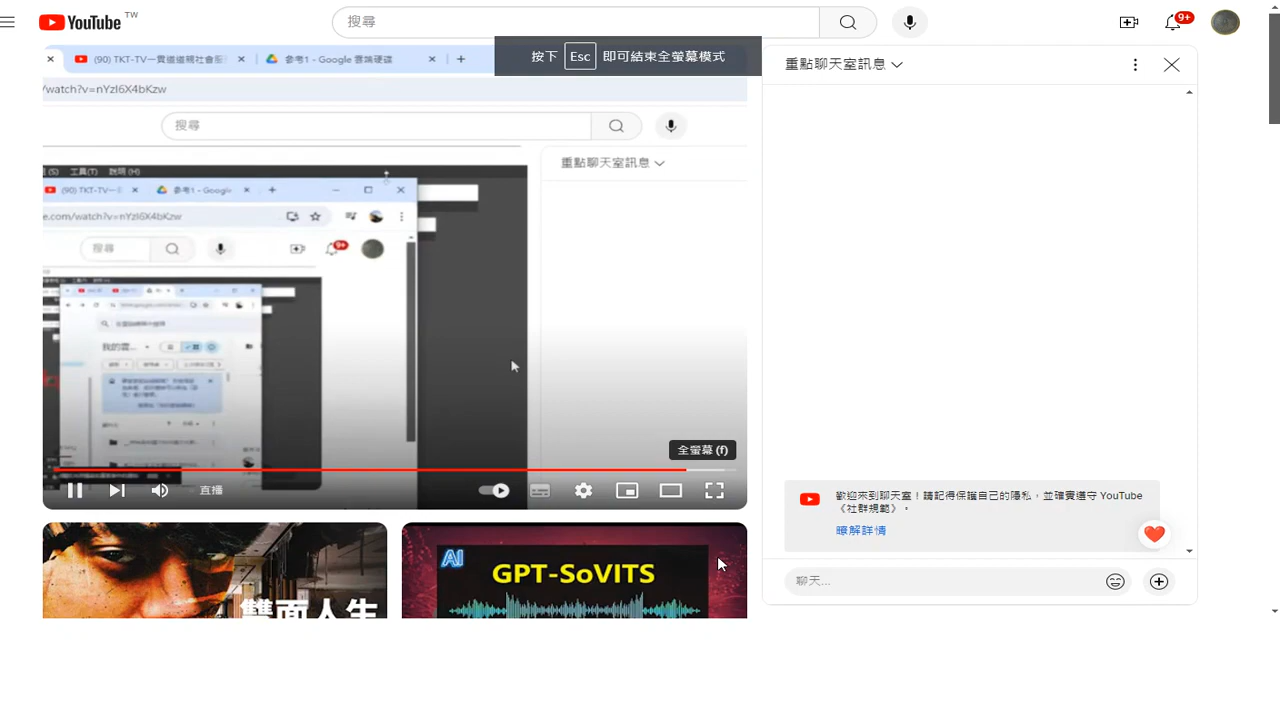 YouTube TW
搜尋
9+
(90) TKT-TV一貫道道親社會服
參考1 - Google 雲端硬碟
按下 Esc 即可結束全螢幕模式
/watch?v=nYzI6X4bKzw
搜尋
重點聊天室訊息
工具(T) 說明(H)
(90) TKT-TV一
參考1 - Google
e.com/watch?v=nYzI6X4bKzw
搜尋
9+
我的雲...
全螢幕 (f)
直播
雙面人生
AI
GPT-SoVITS
重點聊天室訊息
歡迎來到聊天室！請記得保護自己的隱私，並確實遵守 YouTube
《社群規範》。
瞭解詳情
聊天...